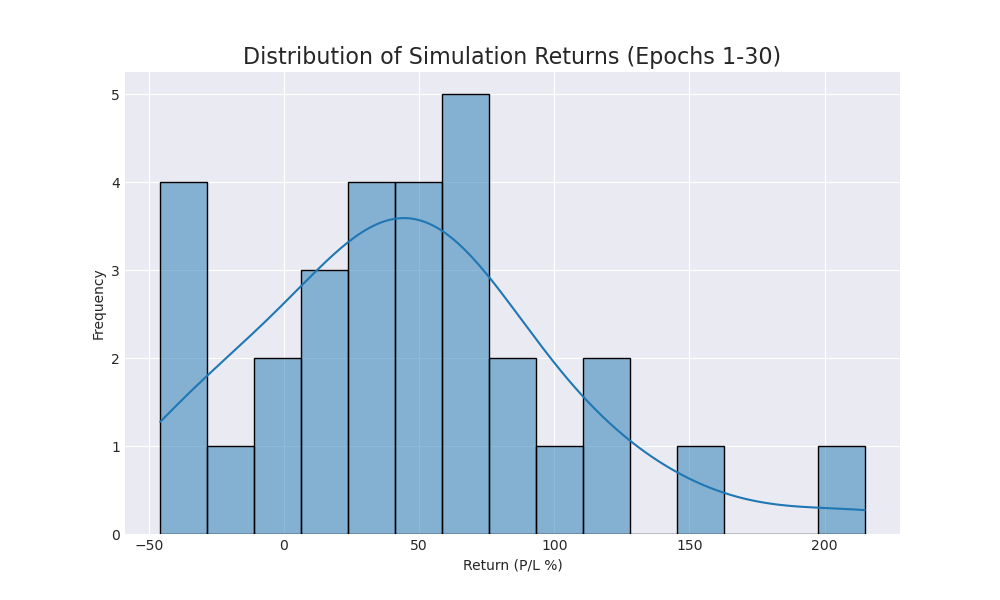 Distribution of Simulation Returns (Epochs 1-30)
5
4
3
2
1
0
Frequency
−50 0 50 100 150 200
Return (P/L %)